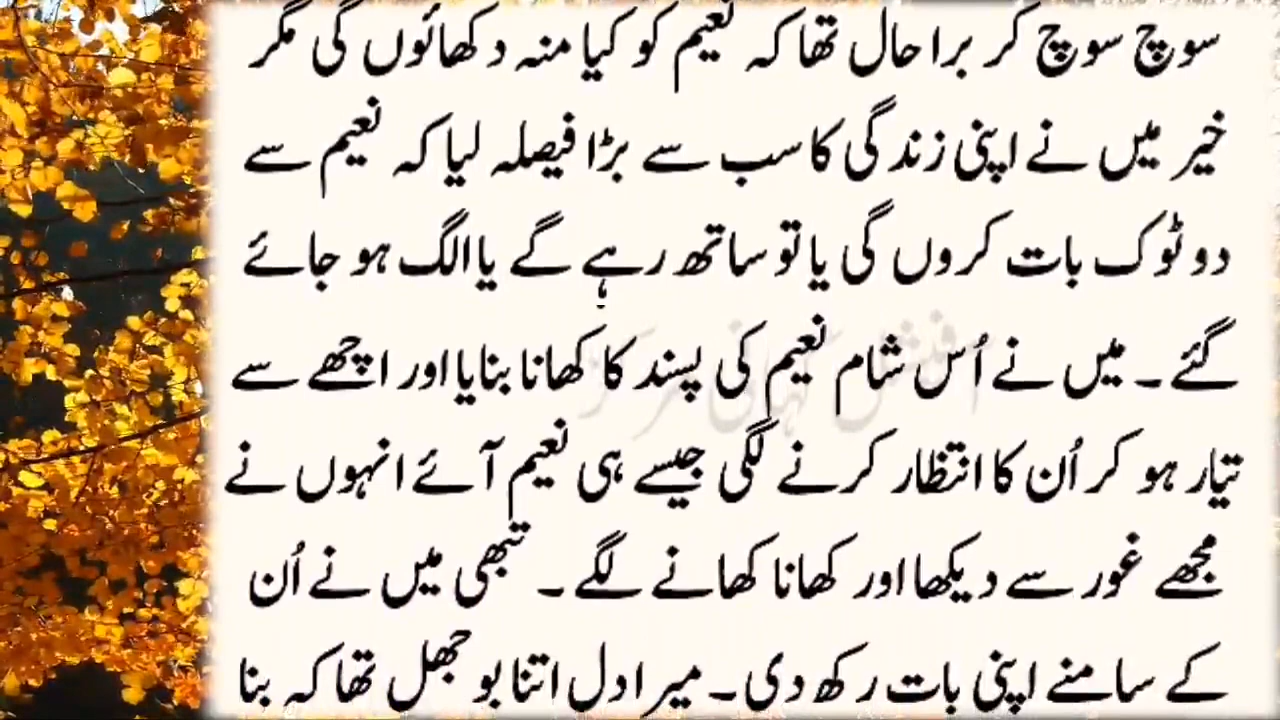 سوچ سوچ کر برا حال تھا کہ نعیم کو کیا منہ دکھائوں گی مگر
خیر میں نے اپنی زندگی کا سب سے بڑا فیصلہ لیا کہ نعیم سے
دو ٹوک بات کروں گی یا تو ساتھ رہے گے یا الگ ہو جائے
گئے۔ میں نے اُس شام نعیم کی پسند کا کھانا بنایا اور اچھے سے
تیار ہو کر اُن کا انتظار کرنے لگی جیسے ہی نعیم آئے انہوں نے
مجھے غور سے دیکھا اور کھانا کھانے لگے۔ تبھی میں نے اُن
کے سامنے اپنی بات رکھ دی۔ میرا دل اتنا بوجھل تھا کہ بنا